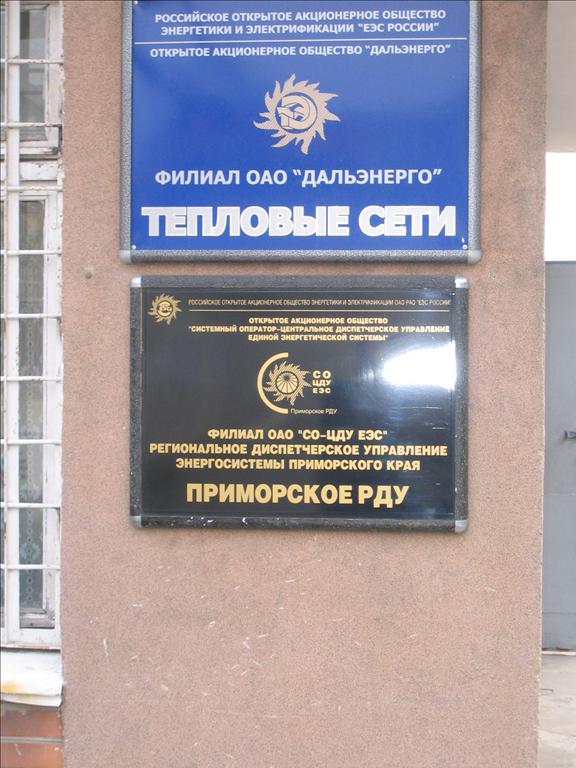 РОССИЙСКОЕ ОТКРЫТОЕ АКЦИОНЕРНОЕ ОБЩЕСТВО
ЭНЕРГЕТИКИ И ЭЛЕКТРИФИКАЦИИ "ЕЭС РОССИИ"
ОТКРЫТОЕ АКЦИОНЕРНОЕ ОБЩЕСТВО "ДАЛЬЭНЕРГО"
ФИЛИАЛ ОАО "ДАЛЬЭНЕРГО"
ТЕПЛОВЫЕ СЕТИ
РОССИЙСКОЕ ОТКРЫТОЕ АКЦИОНЕРНОЕ ОБЩЕСТВО ЭНЕРГЕТИКИ И ЭЛЕКТРИФИКАЦИИ ОАО РАО "ЕЭС РОССИИ"
ОТКРЫТОЕ АКЦИОНЕРНОЕ ОБЩЕСТВО
"СИСТЕМНЫЙ ОПЕРАТОР-ЦЕНТРАЛЬНОЕ ДИСПЕТЧЕРСКОЕ УПРАВЛЕНИЕ
ЕДИНОЙ ЭНЕРГЕТИЧЕСКОЙ СИСТЕМЫ"
СО
ЦДУ
ЕЭС
Приморское РДУ
ФИЛИАЛ ОАО "СО-ЦДУ ЕЭС"
РЕГИОНАЛЬНОЕ ДИСПЕТЧЕРСКОЕ УПРАВЛЕНИЕ
ЭНЕРГОСИСТЕМЫ ПРИМОРСКОГО КРАЯ
ПРИМОРСКОЕ РДУ